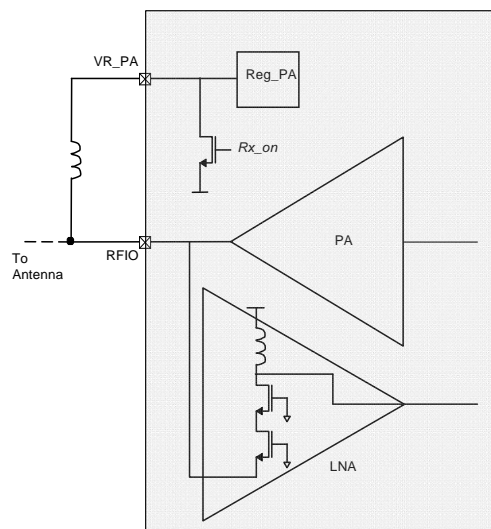 VR_PA
Reg_PA
Rx_on
PA
RFIO
To
Antenna
LNA